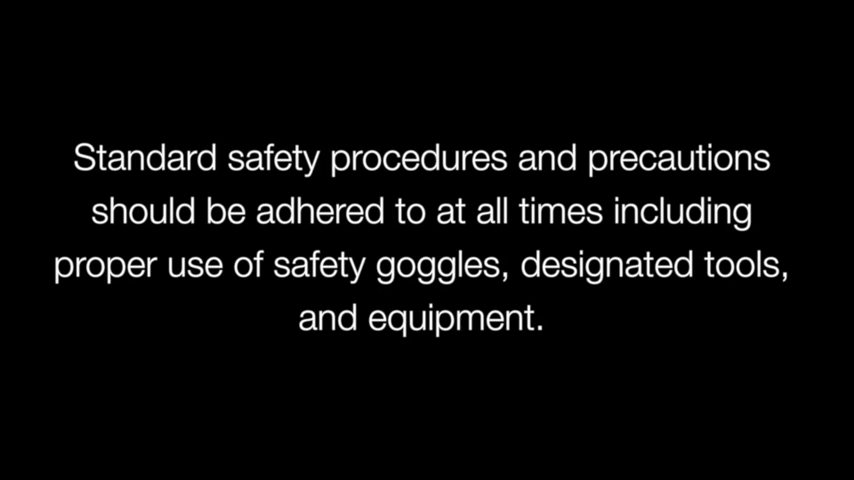 Standard safety procedures and precautions
should be adhered to at all times including
proper use of safety goggles, designated tools,
and equipment.